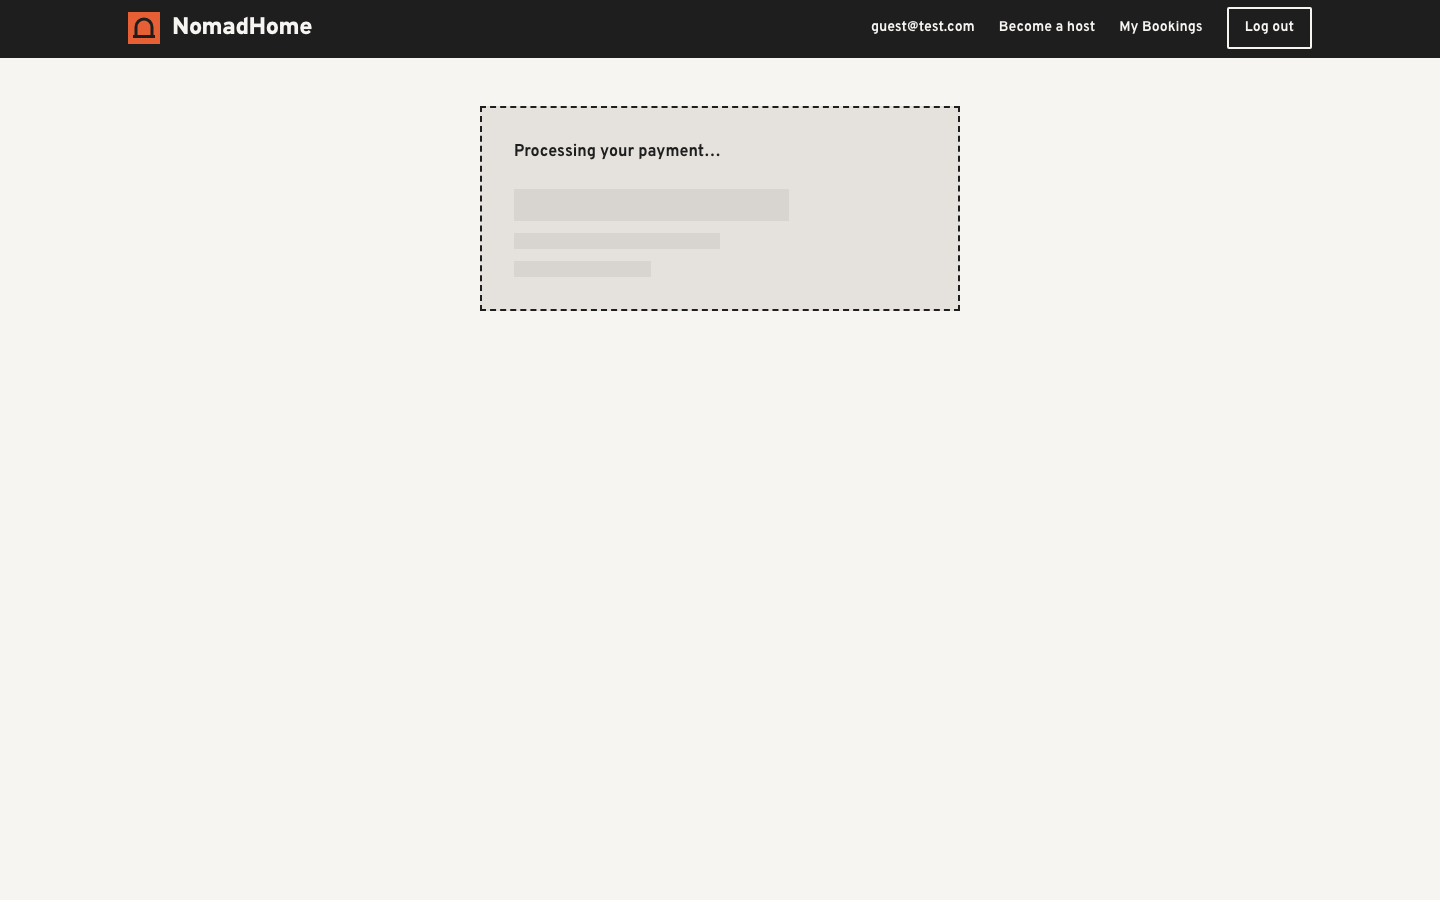 NomadHome
guest@test.com
Become a host
My Bookings
Log out
Processing your payment…